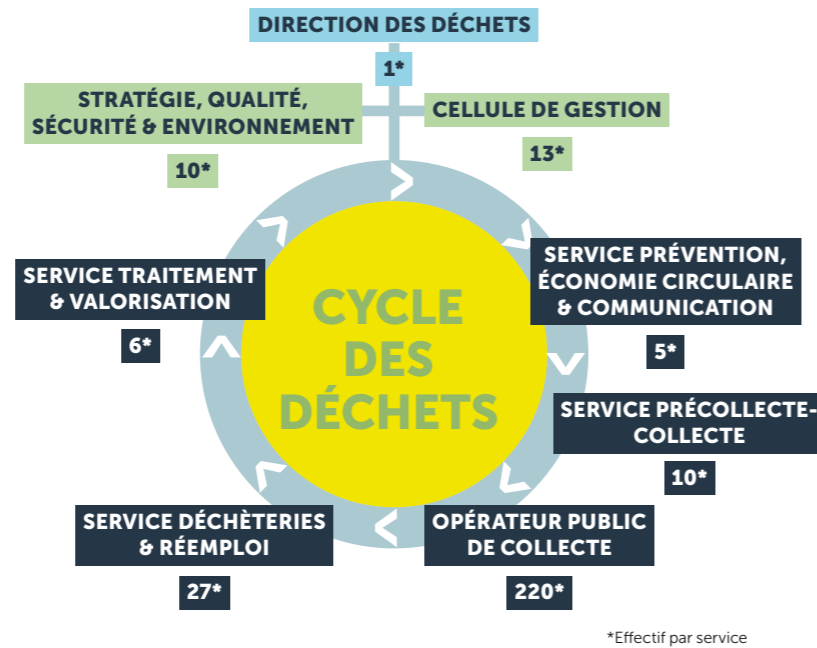 DIRECTION DES DÉCHETS
1*
STRATÉGIE, QUALITÉ,
SÉCURITÉ & ENVIRONNEMENT
10*
CELLULE DE GESTION
13*
SERVICE PRÉVENTION,
ÉCONOMIE CIRCULAIRE
& COMMUNICATION
5*
SERVICE PRÉCOLLECTE-
COLLECTE
10*
OPÉRATEUR PUBLIC
DE COLLECTE
220*
SERVICE DÉCHÈTERIES
& RÉEMPLOI
27*
SERVICE TRAITEMENT
& VALORISATION
6*
CYCLE
DES
DÉCHETS
*Effectif par service